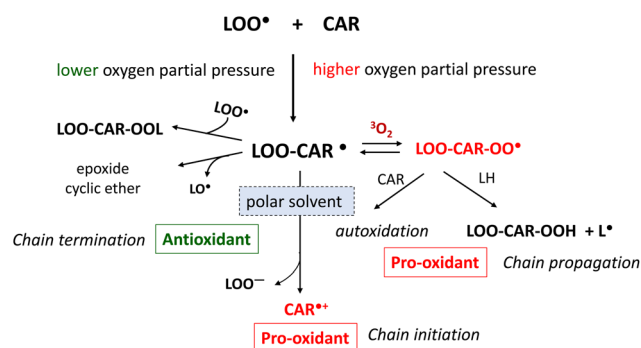 LOO• + CAR
lower oxygen partial pressure
higher oxygen partial pressure
LOO•
LOO-CAR-OOL
³O₂
LOO-CAR •
LOO-CAR-OO•
epoxide
cyclic ether
LO•
CAR
LH
polar solvent
autoxidation
LOO-CAR-OOH + L•
Chain termination
Antioxidant
Pro-oxidant
Chain propagation
LOO—
CAR•+
Pro-oxidant
Chain initiation